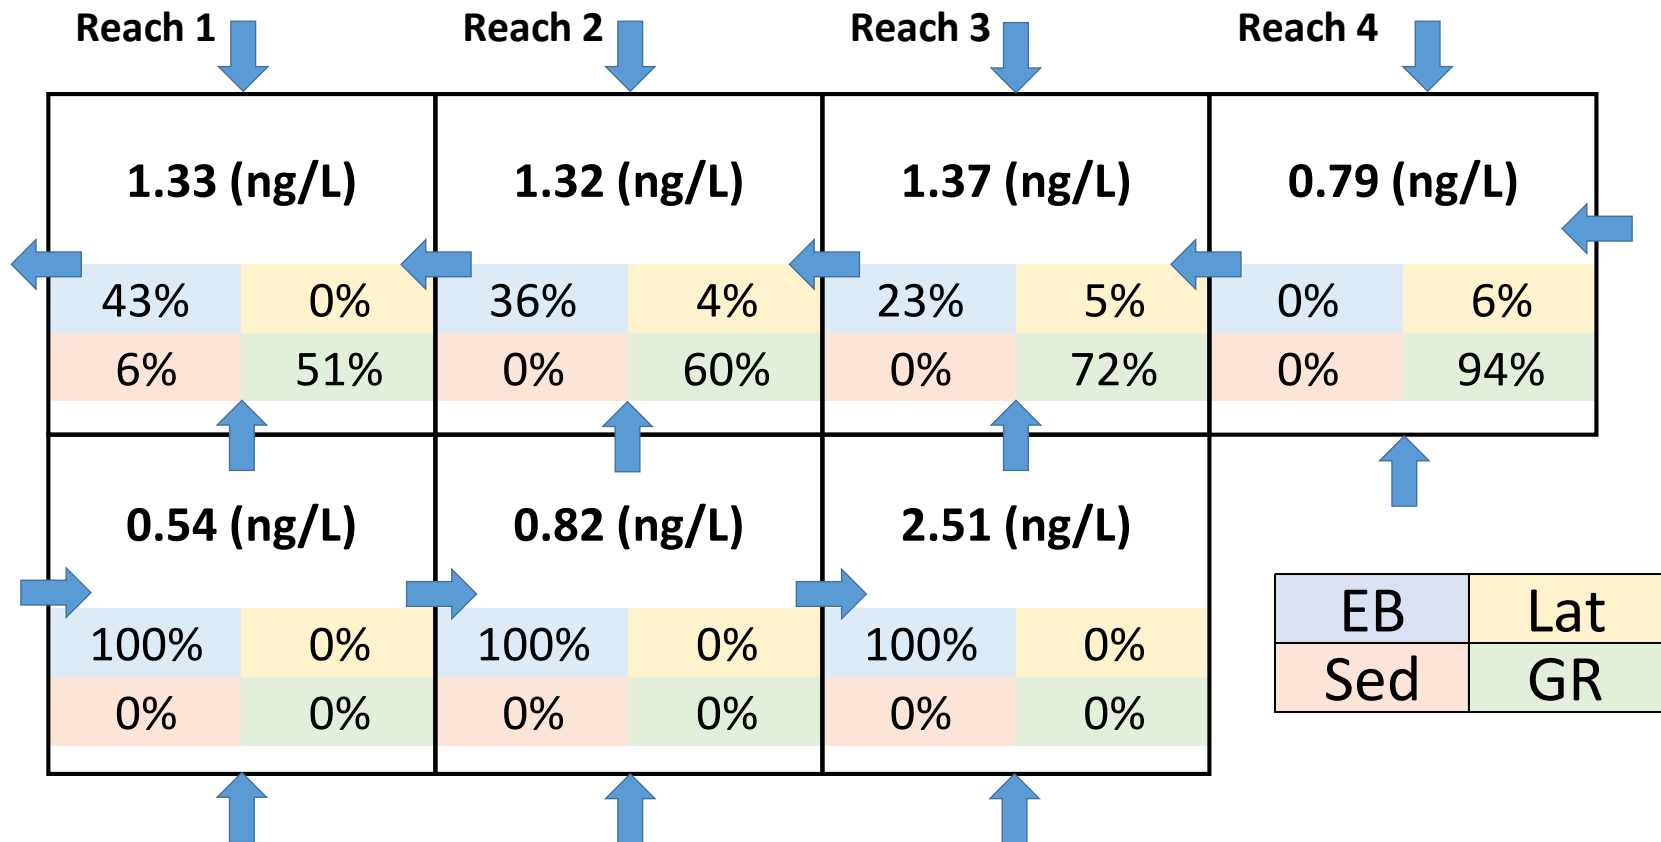 Reach 1 Reach 2 Reach 3 Reach 4
1.33 (ng/L) 1.32 (ng/L) 1.37 (ng/L) 0.79 (ng/L)
43% 0% 36% 4% 23% 5% 0% 6%
6% 51% 0% 60% 0% 72% 0% 94%
0.54 (ng/L) 0.82 (ng/L) 2.51 (ng/L)
100% 0% 100% 0% 100% 0%
0% 0% 0% 0% 0% 0%
EB Lat
Sed GR